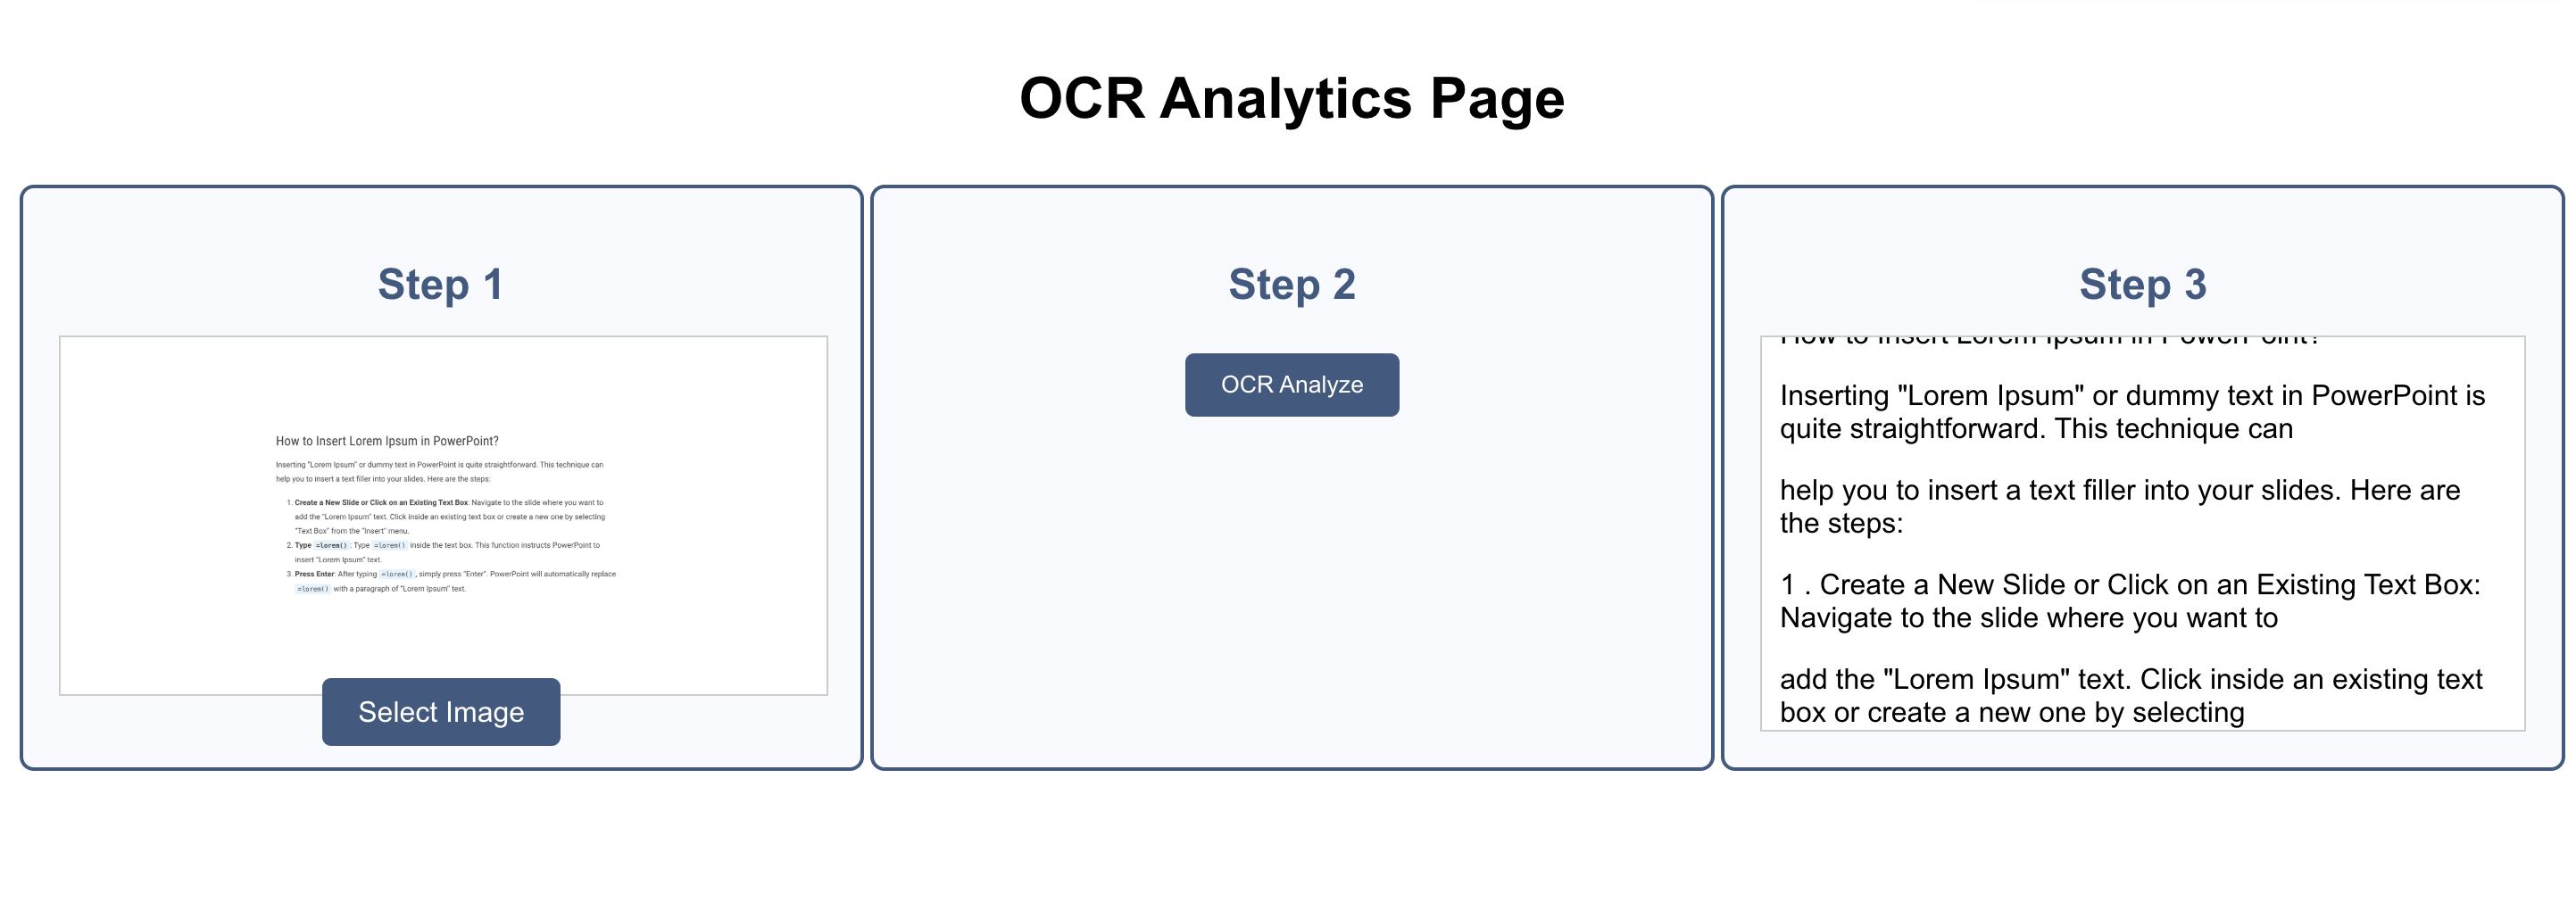 OCR Analytics Page
Step 1
How to Insert Lorem Ipsum in PowerPoint?
Inserting "Lorem Ipsum" or dummy text in PowerPoint is quite straightforward. This technique can
help you to insert a text filler into your slides. Here are the steps:
1. Create a New Slide or Click on an Existing Text Box: Navigate to the slide where you want to
add the "Lorem Ipsum" text. Click inside an existing text box or create a new one by selecting
"Text Box" from the "Insert" menu.
2. Type =lorem() : Type =lorem() inside the text box. This function instructs PowerPoint to
insert "Lorem Ipsum" text.
3. Press Enter: After typing =lorem() , simply press "Enter". PowerPoint will automatically replace
=lorem() with a paragraph of "Lorem Ipsum" text.
Select Image
Step 2
OCR Analyze
Step 3
How to Insert Lorem Ipsum in PowerPoint?
Inserting "Lorem Ipsum" or dummy text in PowerPoint is
quite straightforward. This technique can
help you to insert a text filler into your slides. Here are
the steps:
1 . Create a New Slide or Click on an Existing Text Box:
Navigate to the slide where you want to
add the "Lorem Ipsum" text. Click inside an existing text
box or create a new one by selecting